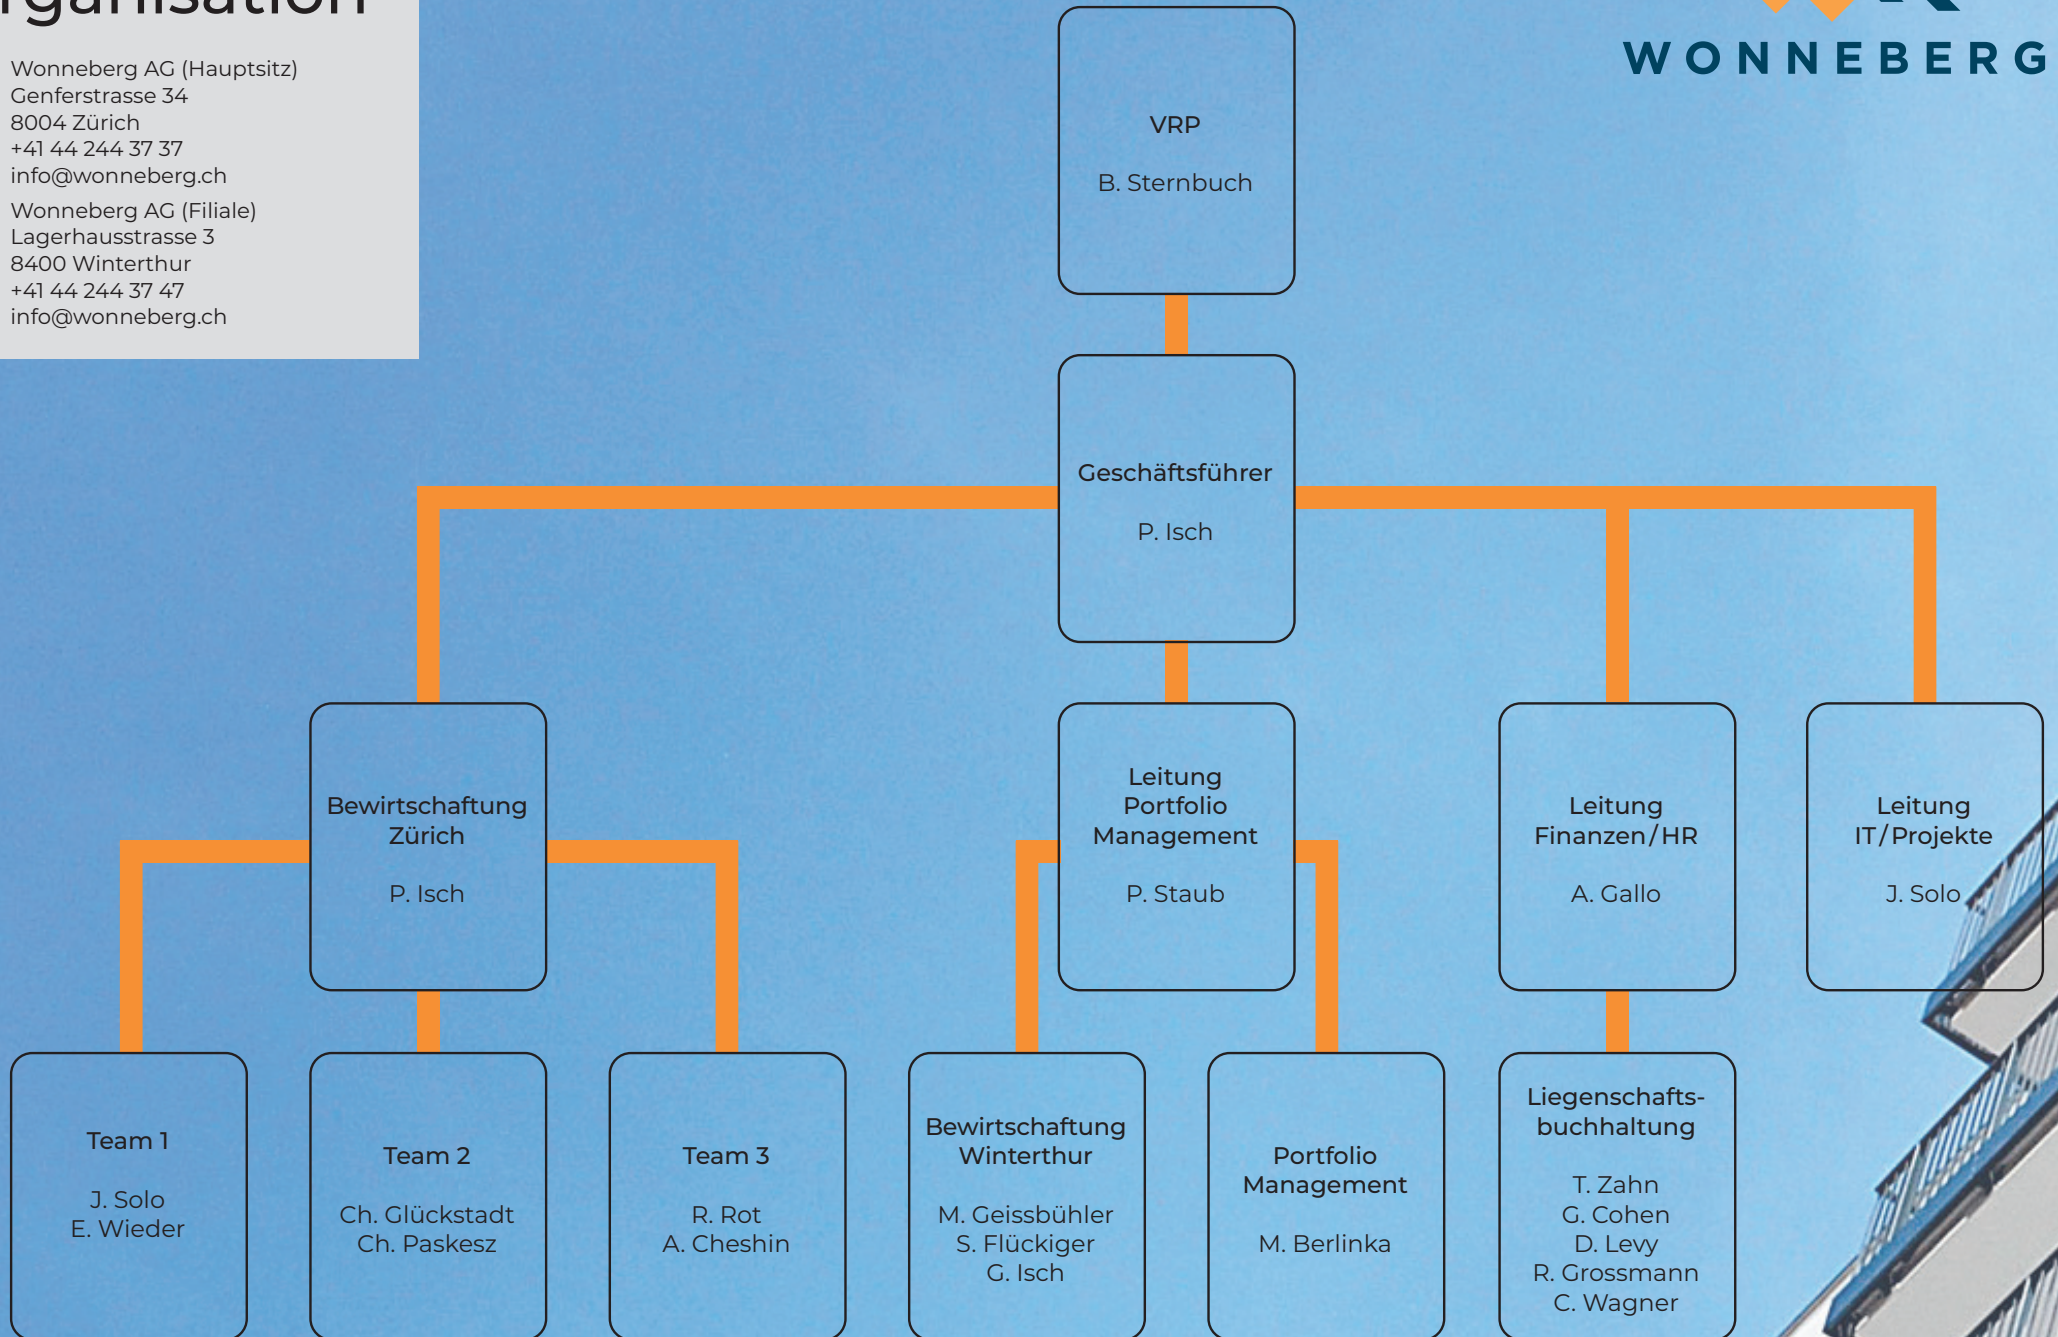 rganisation
Wonneberg AG (Hauptsitz)
Genferstrasse 34
8004 Zürich
+41 44 244 37 37
info@wonneberg.ch
Wonneberg AG (Filiale)
Lagerhausstrasse 3
8400 Winterthur
+41 44 244 37 47
info@wonneberg.ch
WONNEBERG
VRP
B. Sternbuch
Geschäftsführer
P. Isch
Bewirtschaftung
Zürich
P. Isch
Leitung
Portfolio
Management
P. Staub
Leitung
Finanzen/HR
A. Gallo
Leitung
IT/Projekte
J. Solo
Team 1
J. Solo
E. Wieder
Team 2
Ch. Glückstadt
Ch. Paskesz
Team 3
R. Rot
A. Cheshin
Bewirtschaftung
Winterthur
M. Geissbühler
S. Flückiger
G. Isch
Portfolio
Management
M. Berlinka
Liegenschafts-
buchhaltung
T. Zahn
G. Cohen
D. Levy
R. Grossmann
C. Wagner